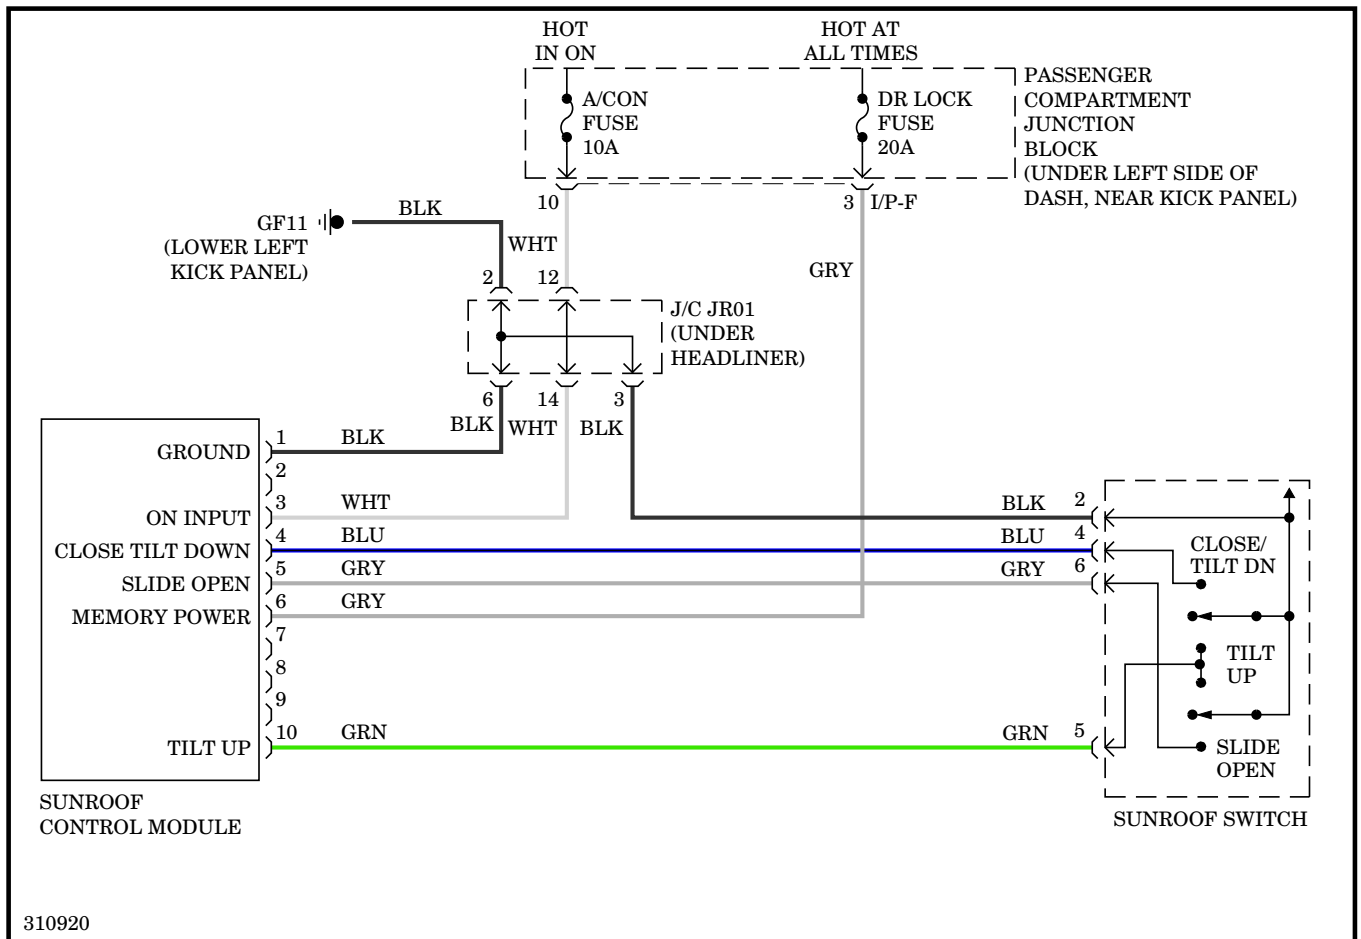 HOT
IN ON
HOT AT
ALL TIMES
A/CON
FUSE
10A
DR LOCK
FUSE
20A
PASSENGER
COMPARTMENT
JUNCTION
BLOCK
(UNDER LEFT SIDE OF
DASH, NEAR KICK PANEL)
10
3
I/P-F
BLK
GF11
(LOWER LEFT
KICK PANEL)
WHT
GRY
2
12
J/C JR01
(UNDER
HEADLINER)
6
14
3
BLK
WHT
BLK
GROUND
1
BLK
2
ON INPUT
3
WHT
CLOSE TILT DOWN
4
BLU
SLIDE OPEN
5
GRY
MEMORY POWER
6
GRY
7
8
9
TILT UP
10
GRN
BLK
2
BLU
4
GRY
6
GRN
5
CLOSE/
TILT DN
TILT
UP
SLIDE
OPEN
SUNROOF
CONTROL MODULE
SUNROOF SWITCH
310920